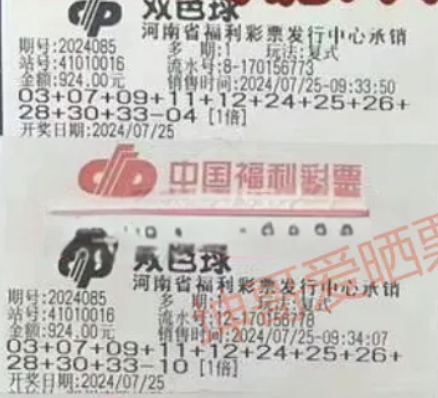 双色球
河南省福利彩票发行中心承销
期号:2024085 多期:1 玩法:复式
站号:41010016 流水号:8-170156773
金额:924.00元 销售时间:2024/07/25-09:33:50
03+07+09+11+12+24+25+26+
28+30+33-04 [1倍]
开奖日期:2024/07/25
中国福利彩票
双色球
河南省福利彩票发行中心承销
期号:2024085 多期:1 玩法:复式
站号:41010016 流水号:12-170156778
金额:924.00元 销售时间:2024/07/25-09:34:07
03+07+09+11+12+24+25+26+
28+30+33-10 [1倍]
开奖日期:2024/07/25
爱晒票